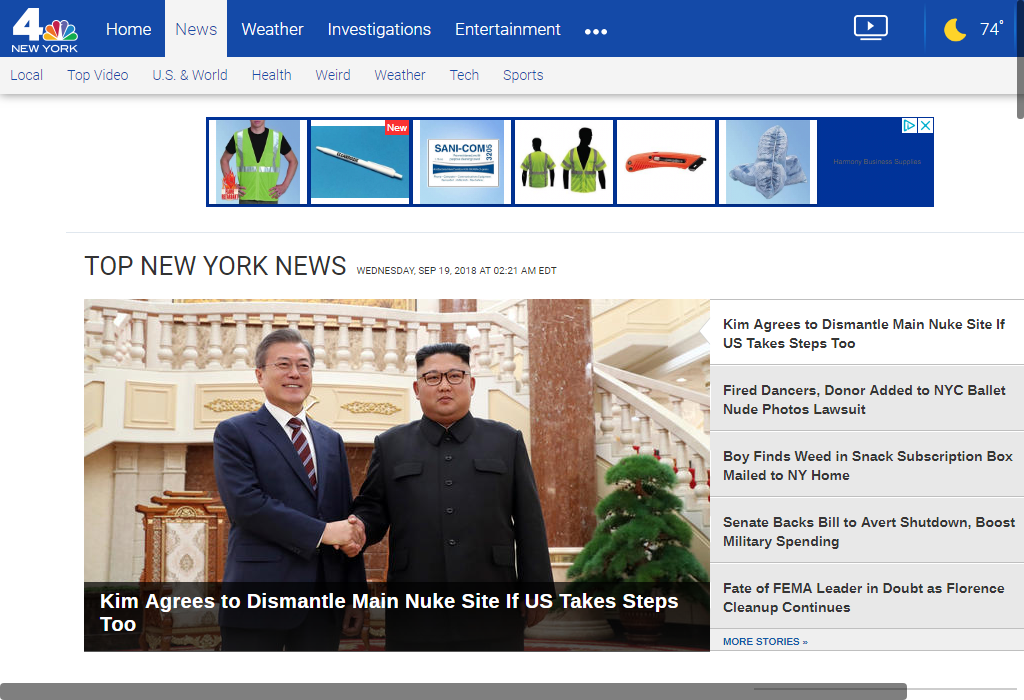 4
NEW YORK
Home
News
Weather
Investigations
Entertainment
74°
Local
Top Video
U.S. & World
Health
Weird
Weather
Tech
Sports
New
SANI-COM
Harmony Business Supplies
TOP NEW YORK NEWS
WEDNESDAY, SEP 19, 2018 AT 02:21 AM EDT
Kim Agrees to Dismantle Main Nuke Site If US Takes Steps
Too
Kim Agrees to Dismantle Main Nuke Site If
US Takes Steps Too
Fired Dancers, Donor Added to NYC Ballet
Nude Photos Lawsuit
Boy Finds Weed in Snack Subscription Box
Mailed to NY Home
Senate Backs Bill to Avert Shutdown, Boost
Military Spending
Fate of FEMA Leader in Doubt as Florence
Cleanup Continues
MORE STORIES »